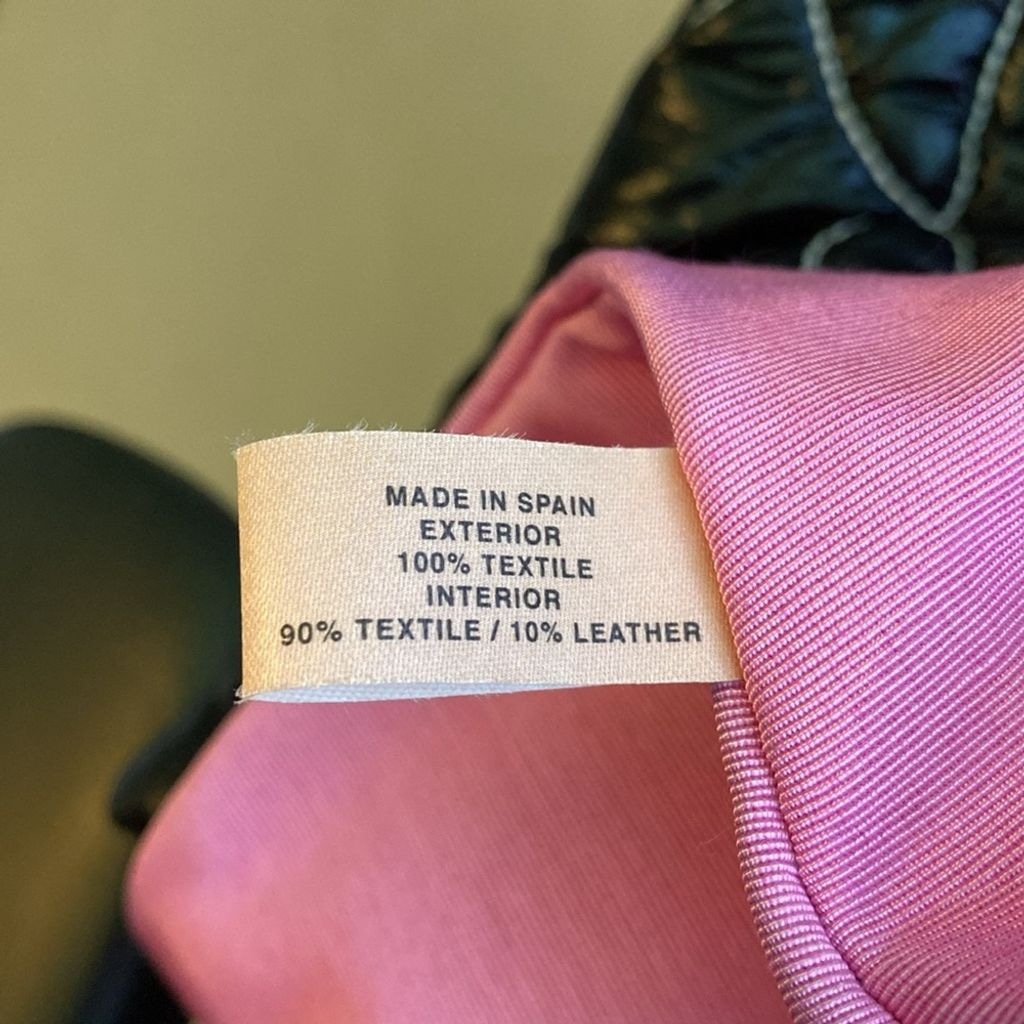 MADE IN SPAIN
EXTERIOR
100% TEXTILE
INTERIOR
90% TEXTILE / 10% LEATHER